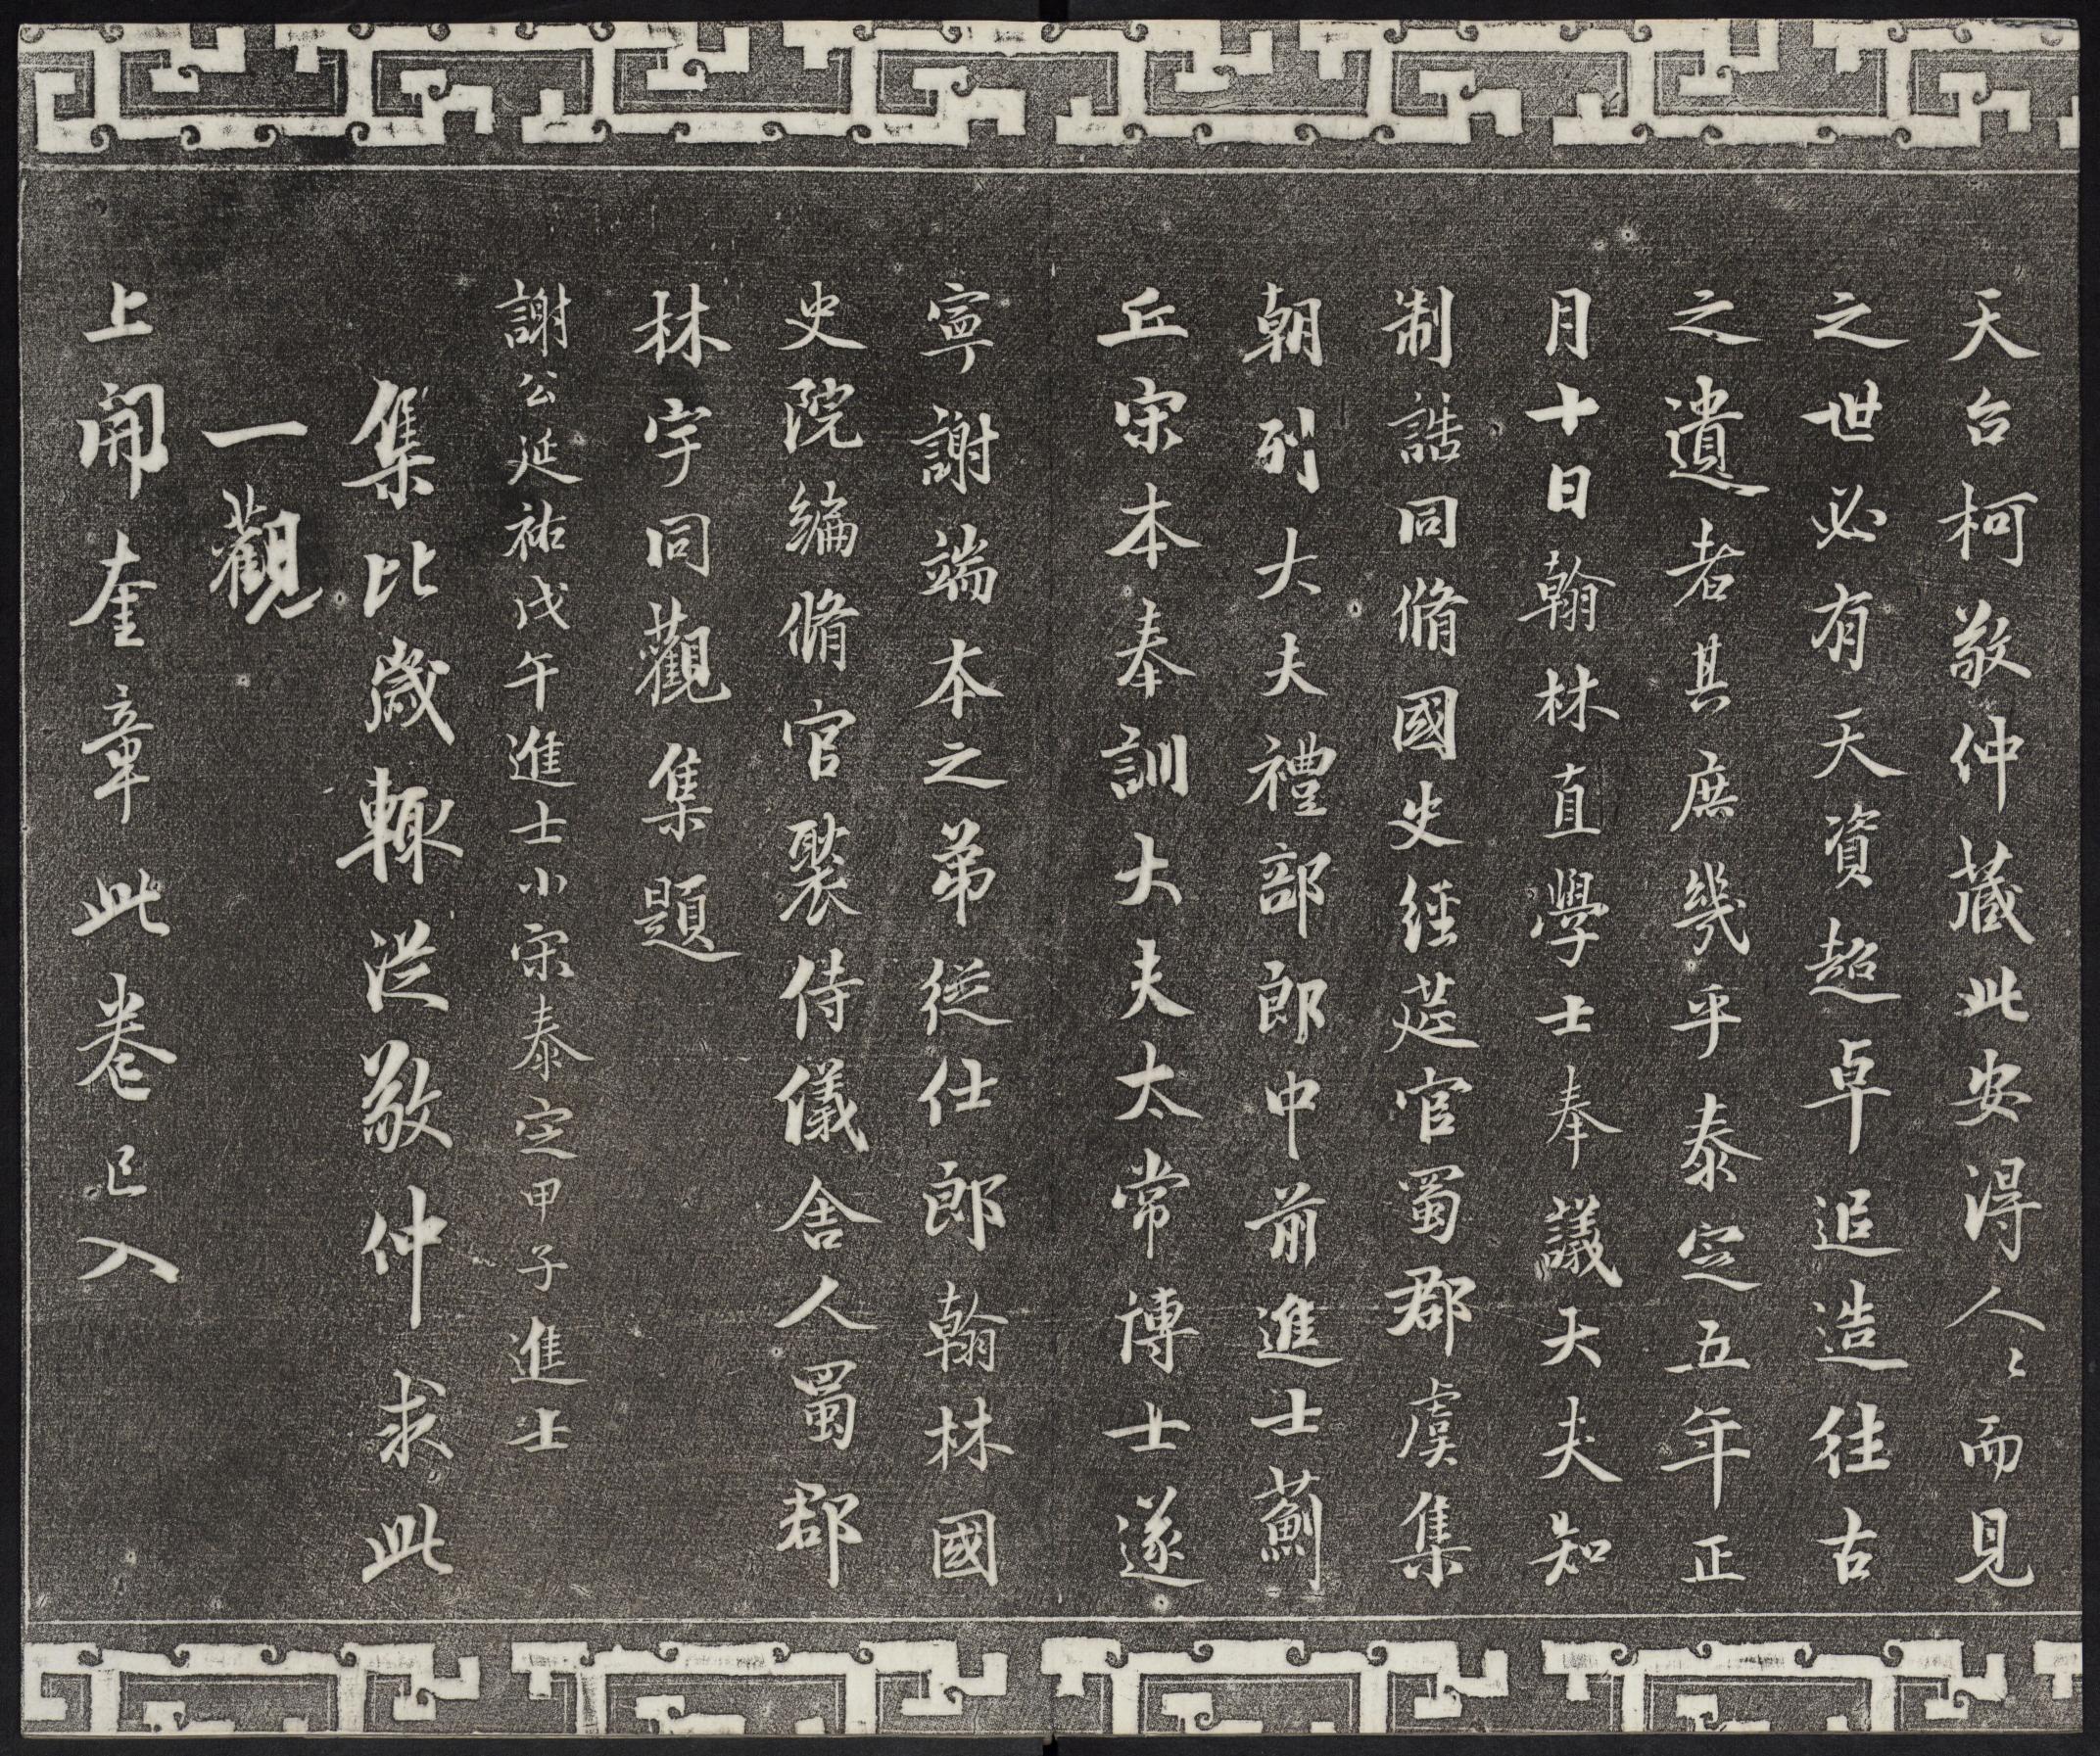 天台柯敬仲藏此安得人〻而見
之世必有天資超卓追造往古
之遺者其庶幾乎泰定五年正
月十日翰林直學士奉議大夫知
制誥同脩國史經莚官蜀郡虞集
朝列大夫禮部郎中前進士薊
丘宋本奉訓大夫太常博士遂
寧謝端本之弟從仕郎翰林國
史院編脩官褧侍儀舍人蜀郡
林宇同觀集題
謝公延祐戊午進士小宋泰定甲子進士
集比歲輙從敬仲求此
一觀
上開奎章此卷已入